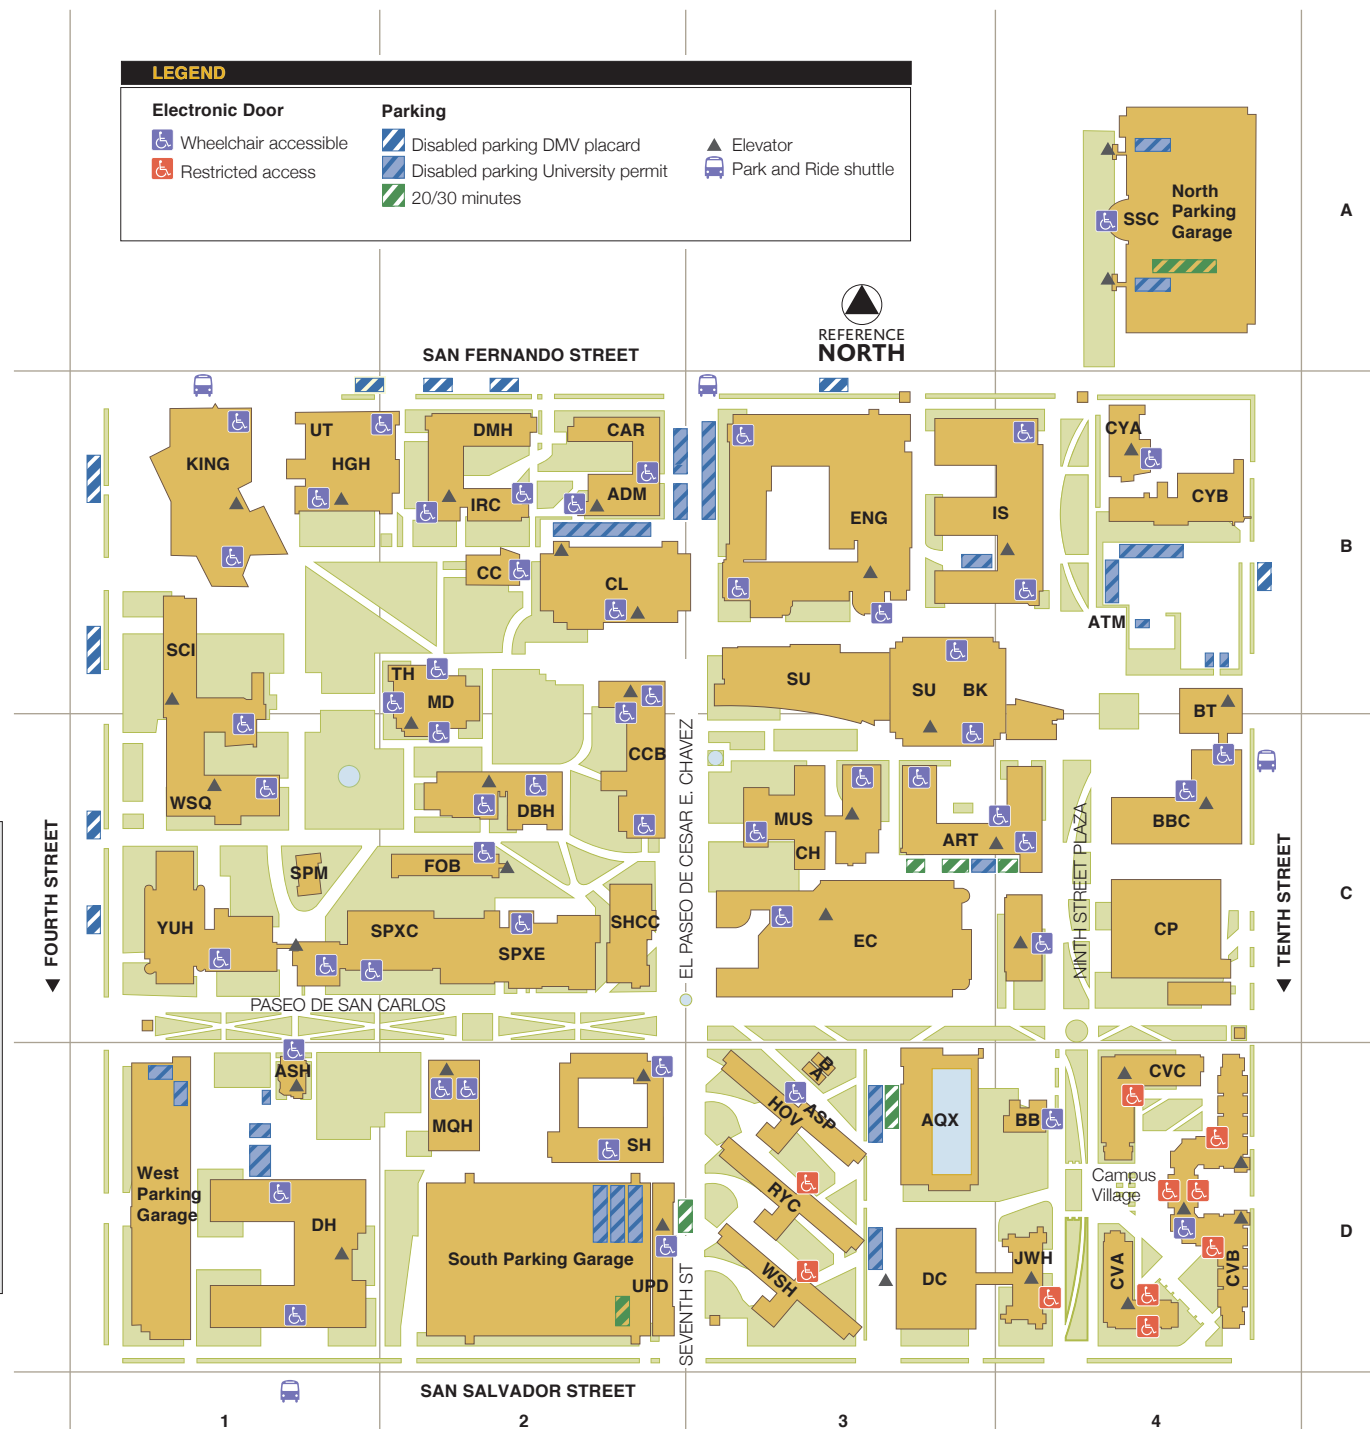 LEGEND
Electronic Door
Wheelchair accessible
Restricted access
Parking
Disabled parking DMV placard
Disabled parking University permit
20/30 minutes
Elevator
Park and Ride shuttle
North
Parking
Garage
SSC
A
REFERENCE
NORTH
SAN FERNANDO STREET
UT
DMH
CAR
CYA
KING
HGH
IRC
ADM
ENG
IS
CYB
B
CC
CL
ATM
SCI
TH
MD
SU
SU
BK
BT
CCB
WSQ
DBH
MUS
CH
ART
BBC
EL PASEO DE CESAR E. CHAVEZ
NINTH STREET PLAZA
FOURTH STREET
TENTH STREET
SPM
FOB
C
YUH
SPXC
SPXE
SHCC
EC
CP
PASEO DE SAN CARLOS
ASH
MQH
SH
B
A
HOV
ASP
AQX
BB
CVC
West
Parking
Garage
RYC
Campus
Village
DH
South Parking Garage
UPD
WSH
DC
JWH
CVA
CVB
D
SEVENTH ST
SAN SALVADOR STREET
1
2
3
4